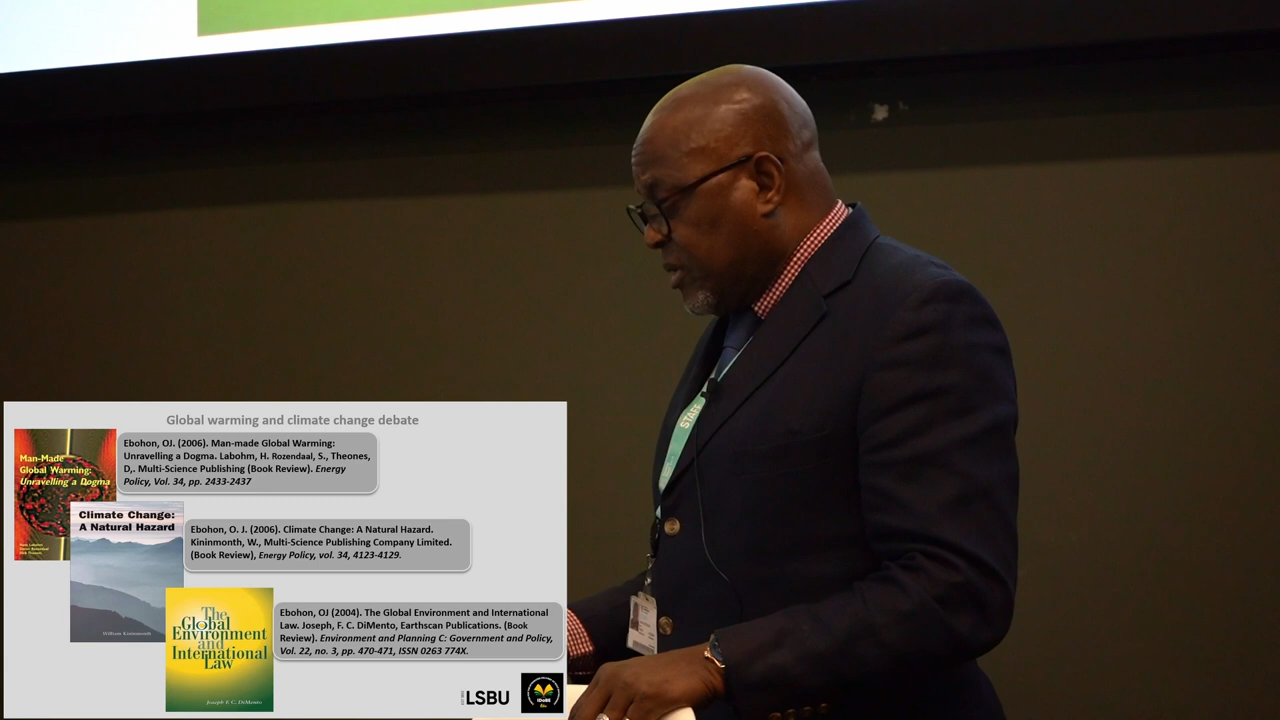 Global warming and climate change debate
Man-Made
Global Warming:
Unravelling a Dogma
Ebohon, OJ. (2006). Man-made Global Warming:
Unravelling a Dogma. Labohm, H. Rozendaal, S., Theones,
D,. Multi-Science Publishing (Book Review). Energy
Policy, Vol. 34, pp. 2433-2437
Climate Change:
A Natural Hazard
William Kininmonth
Ebohon, O. J. (2006). Climate Change: A Natural Hazard.
Kininmonth, W., Multi-Science Publishing Company Limited.
(Book Review), Energy Policy, vol. 34, 4123-4129.
The
Global
Environment
and
International
Law
Joseph F. C. DiMento
Ebohon, OJ (2004). The Global Environment and International
Law. Joseph, F. C. DiMento, Earthscan Publications. (Book
Review). Environment and Planning C: Government and Policy,
Vol. 22, no. 3, pp. 470-471, ISSN 0263 774X.
LSBU
STAFF